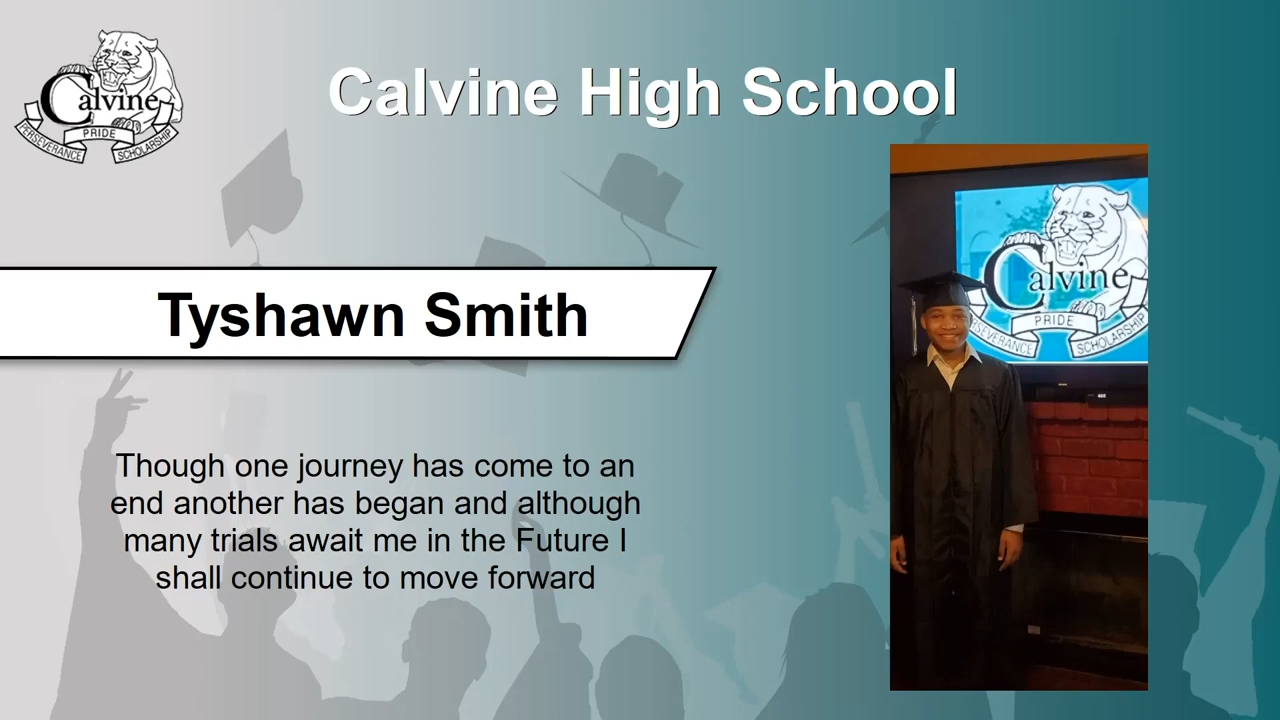 Calvine
PERSEVERANCE
PRIDE
SCHOLARSHIP
Calvine High School
Calvine
PERSEVERANCE
PRIDE
SCHOLARSHIP
Tyshawn Smith
Though one journey has come to an
end another has began and although
many trials await me in the Future I
shall continue to move forward